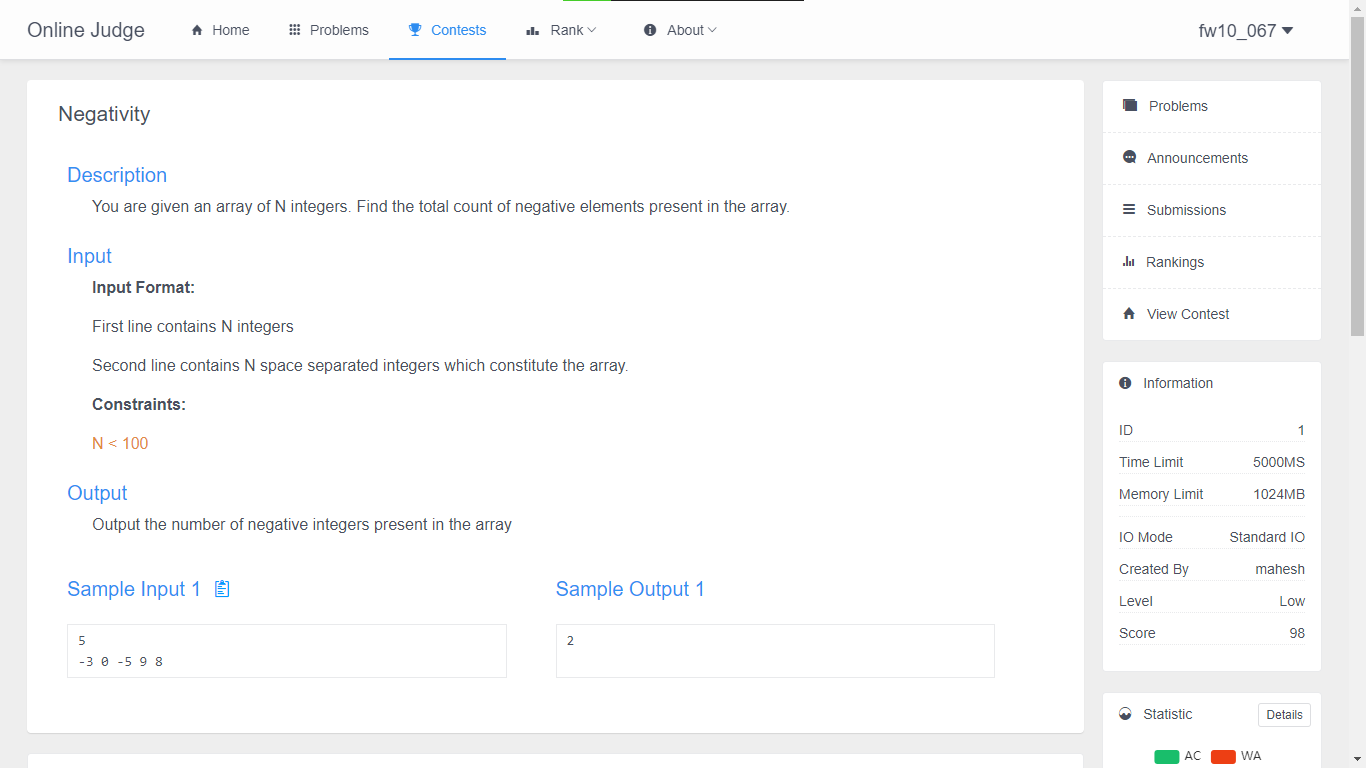 Online Judge
Home
Problems
Contests
Rank
About
fw10_067
Negativity
Description
You are given an array of N integers. Find the total count of negative elements present in the array.
Input
Input Format:
First line contains N integers
Second line contains N space separated integers which constitute the array.
Constraints:
N < 100
Output
Output the number of negative integers present in the array
Sample Input 1
5
-3 0 -5 9 8
Sample Output 1
2
Problems
Announcements
Submissions
Rankings
View Contest
Information
ID 1
Time Limit 5000MS
Memory Limit 1024MB
IO Mode Standard IO
Created By mahesh
Level Low
Score 98
Statistic Details
AC WA